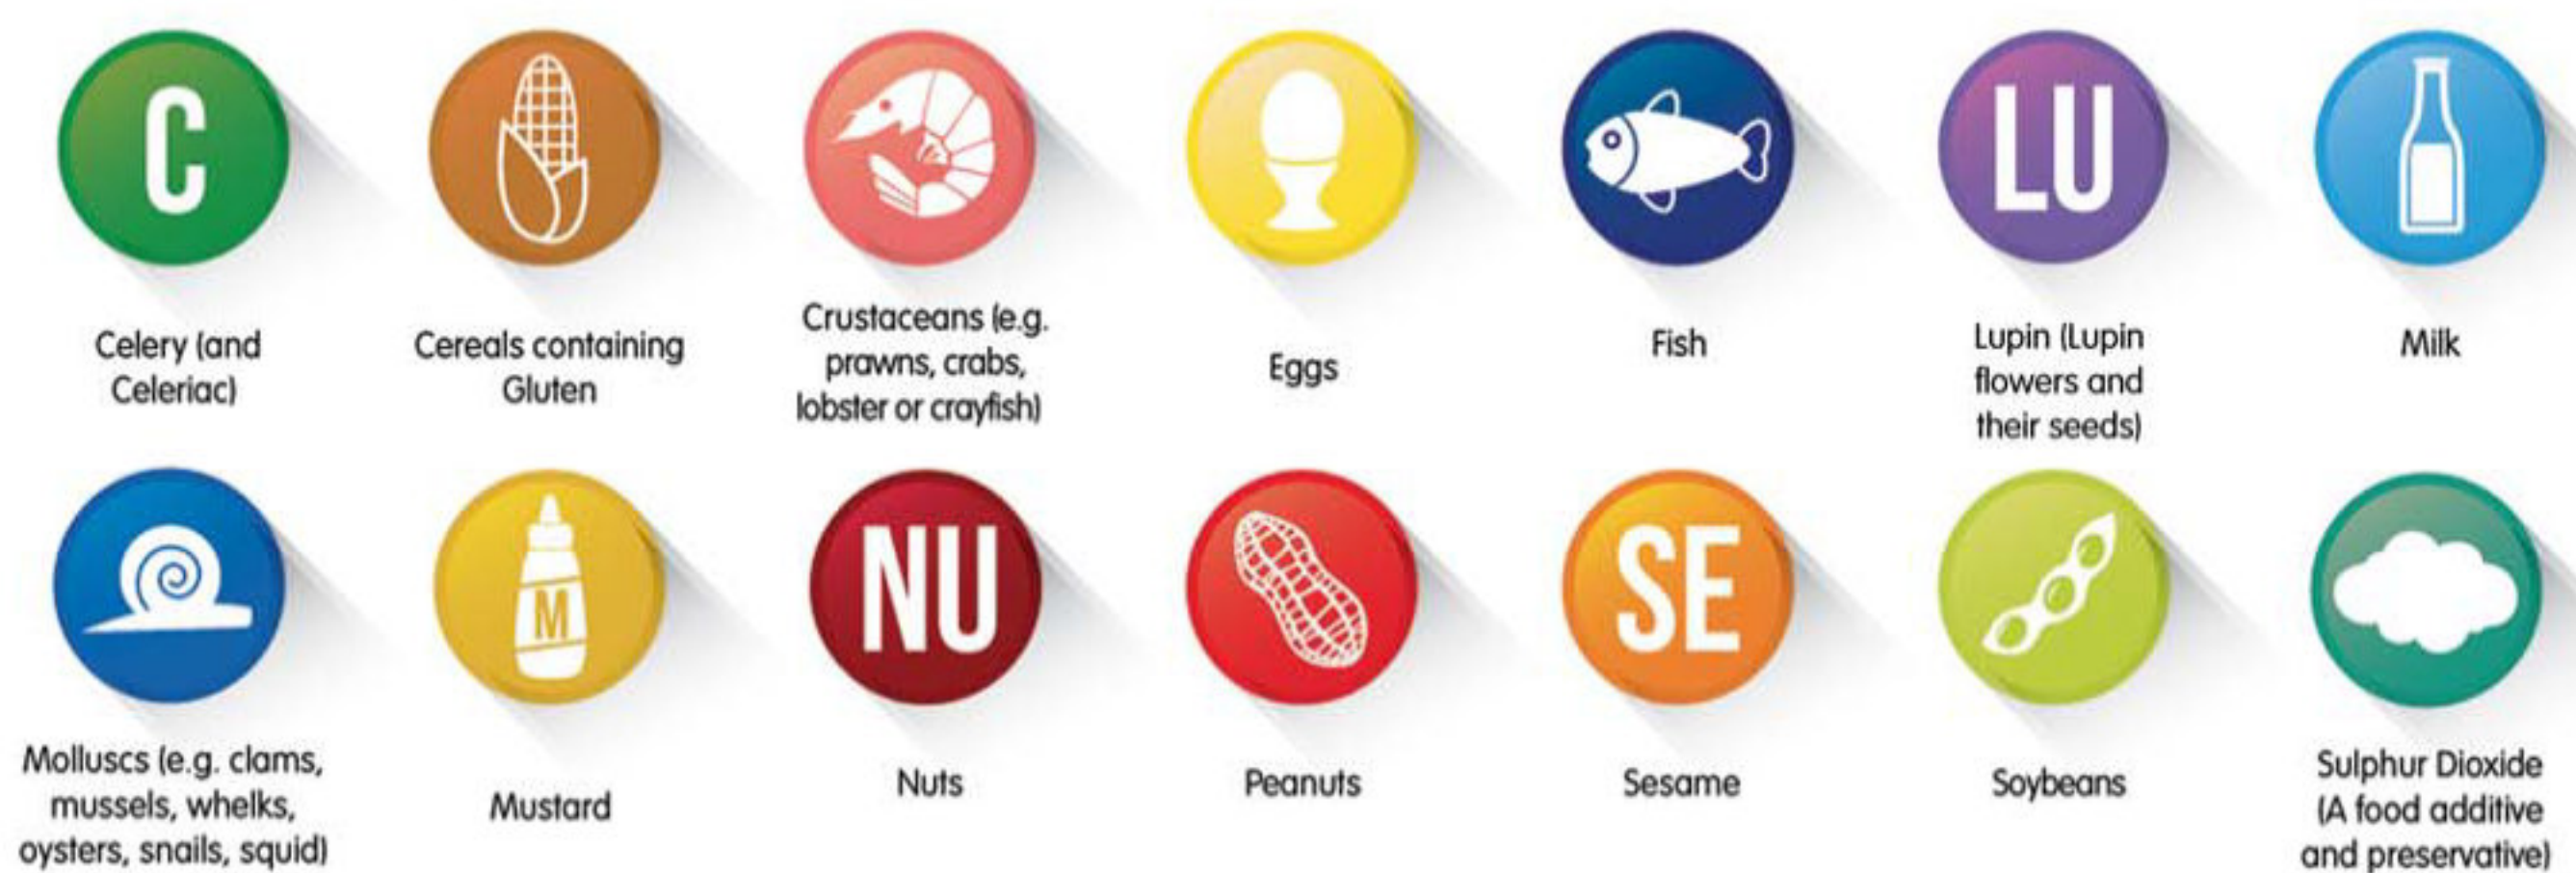 C
LU
Celery (and
Celeriac)
Cereals containing
Gluten
Crustaceans (e.g.
prawns, crabs,
lobster or crayfish)
Eggs
Fish
Lupin (Lupin
flowers and
their seeds)
Milk
M
NU
SE
Molluscs (e.g. clams,
mussels, whelks,
oysters, snails, squid)
Mustard
Nuts
Peanuts
Sesame
Soybeans
Sulphur Dioxide
(A food additive
and preservative)